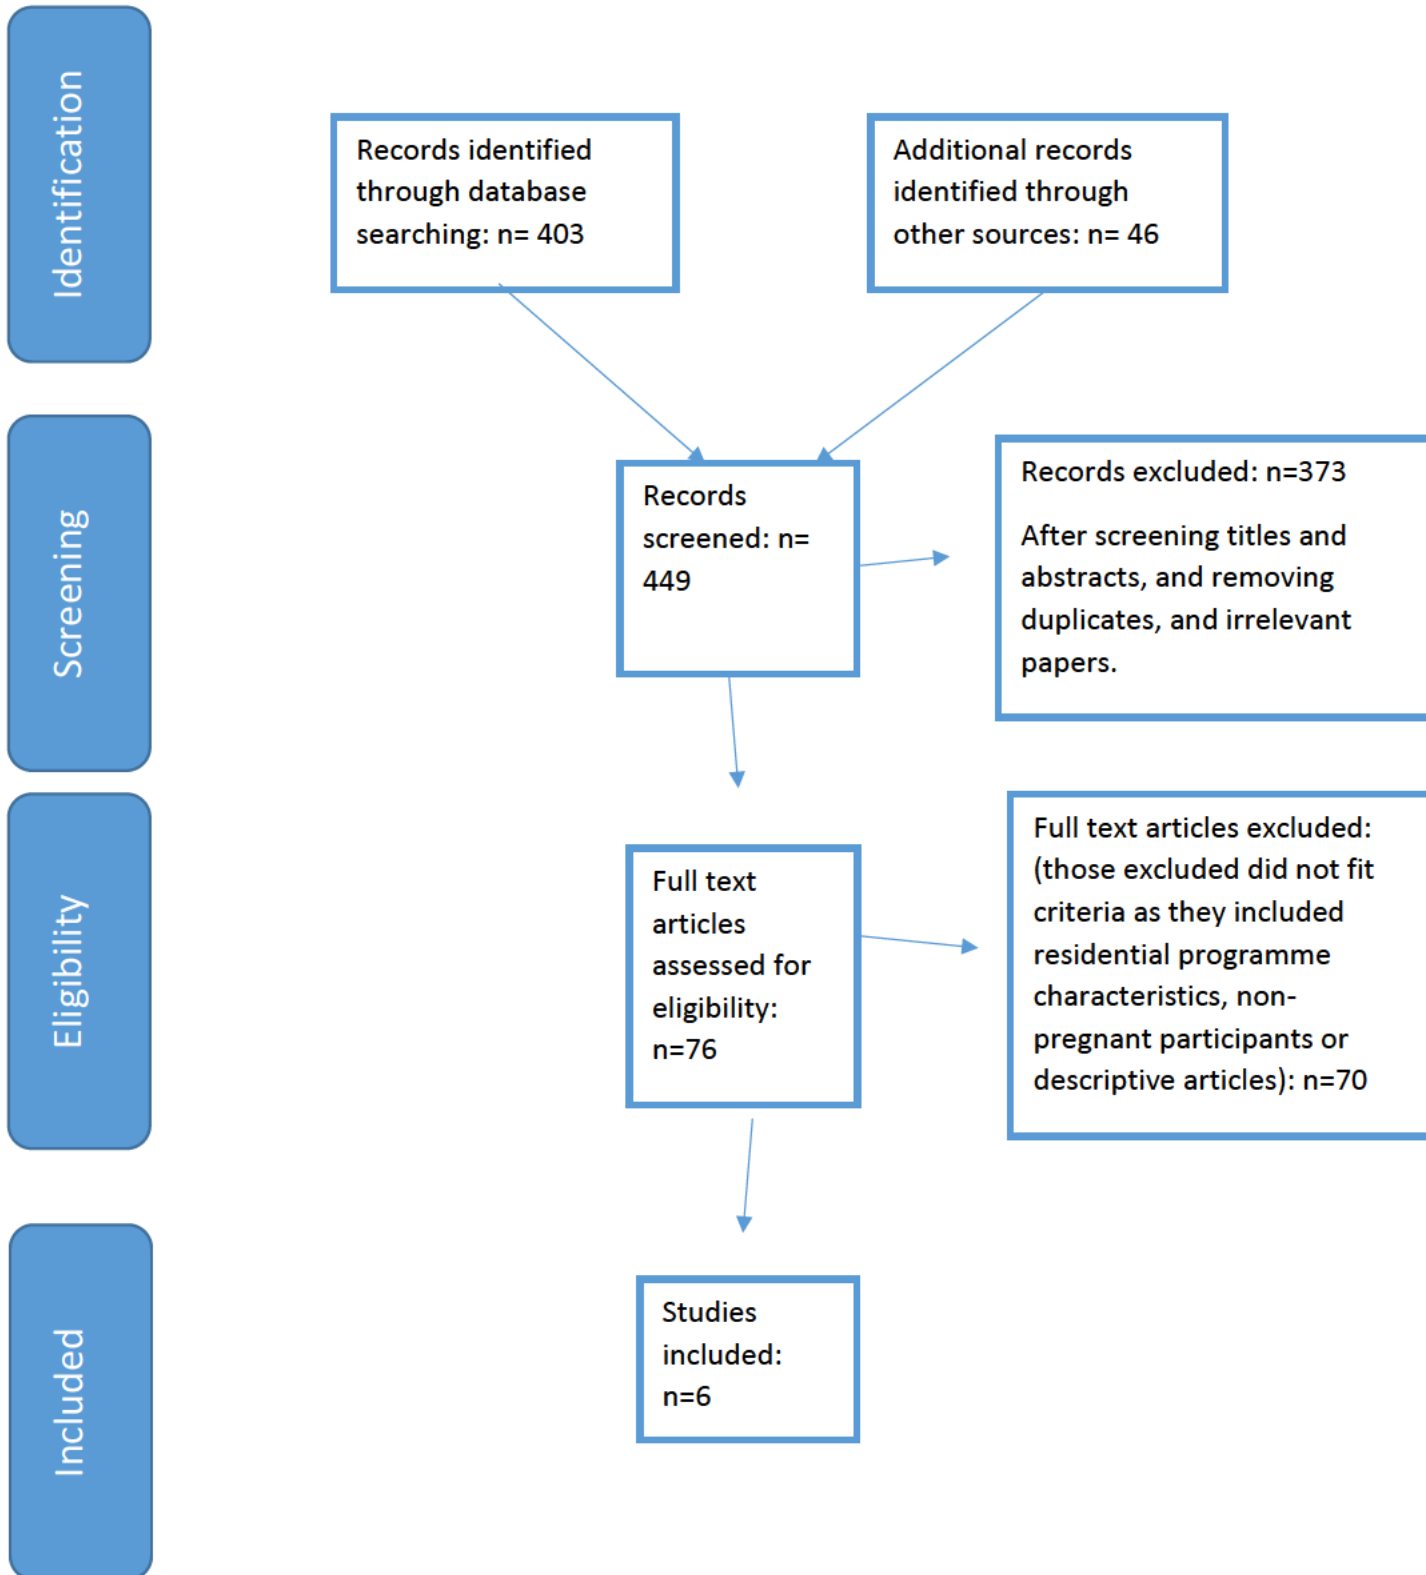 Identification
Records identified
through database
searching: n= 403
Additional records
identified through
other sources: n= 46
Screening
Records
screened: n=
449
Records excluded: n=373
After screening titles and
abstracts, and removing
duplicates, and irrelevant
papers.
Eligibility
Full text
articles
assessed for
eligibility:
n=76
Full text articles excluded:
(those excluded did not fit
criteria as they included
residential programme
characteristics, non-
pregnant participants or
descriptive articles): n=70
Included
Studies
included:
n=6